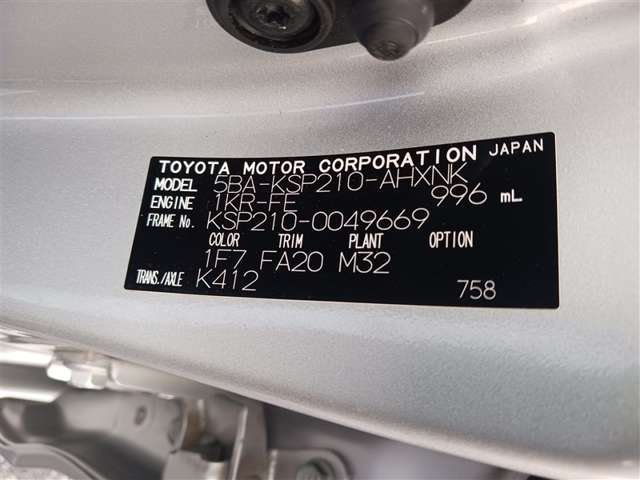 TOYOTA MOTOR CORPORATION JAPAN
MODEL 5BA-KSP210-AHXNK
ENGINE 1KR-FE 996 mL
FRAME No. KSP210-0049669
COLOR TRIM PLANT OPTION
1F7 FA20 M32
TRANS./AXLE K412
758